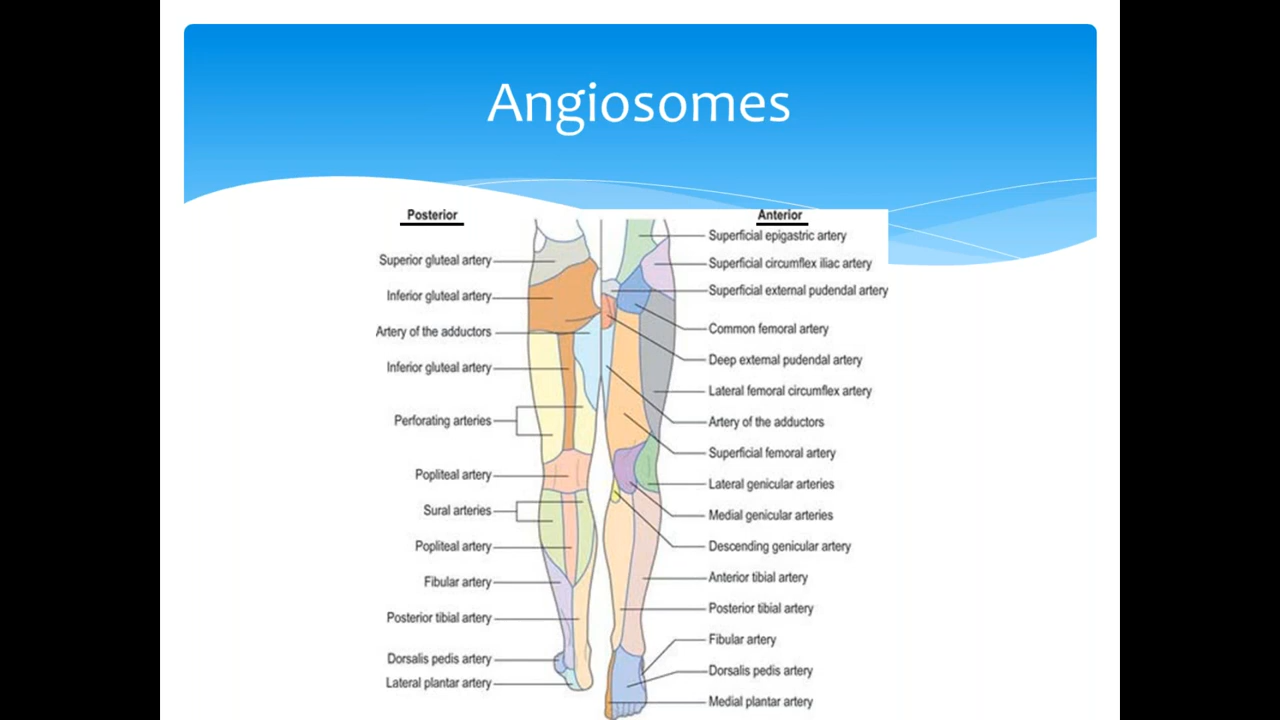 Angiosomes
Posterior
Superior gluteal artery
Inferior gluteal artery
Artery of the adductors
Inferior gluteal artery
Perforating arteries
Popliteal artery
Sural arteries
Popliteal artery
Fibular artery
Posterior tibial artery
Dorsalis pedis artery
Lateral plantar artery
Anterior
Superficial epigastric artery
Superficial circumflex iliac artery
Superficial external pudendal artery
Common femoral artery
Deep external pudendal artery
Lateral femoral circumflex artery
Artery of the adductors
Superficial femoral artery
Lateral genicular arteries
Medial genicular arteries
Descending genicular artery
Anterior tibial artery
Posterior tibial artery
Fibular artery
Dorsalis pedis artery
Medial plantar artery